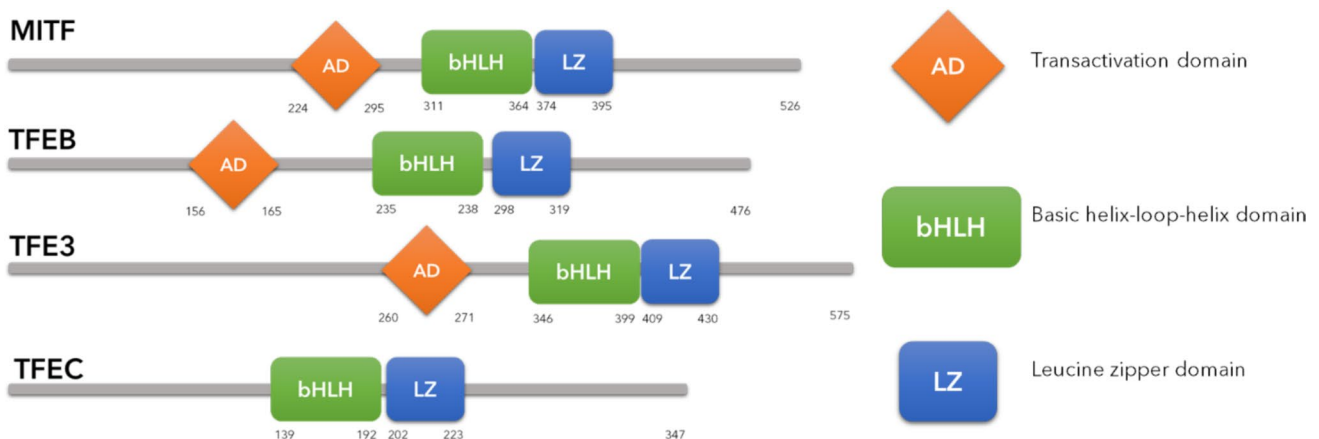 MITF
AD
bHLH
LZ
224 295 311 364 374 395 526
TFEB
AD
bHLH
LZ
156 165 235 238 298 319 476
TFE3
AD
bHLH
LZ
260 271 346 399 409 430 575
TFEC
bHLH
LZ
139 192 202 223 347
AD
Transactivation domain
bHLH
Basic helix-loop-helix domain
LZ
Leucine zipper domain